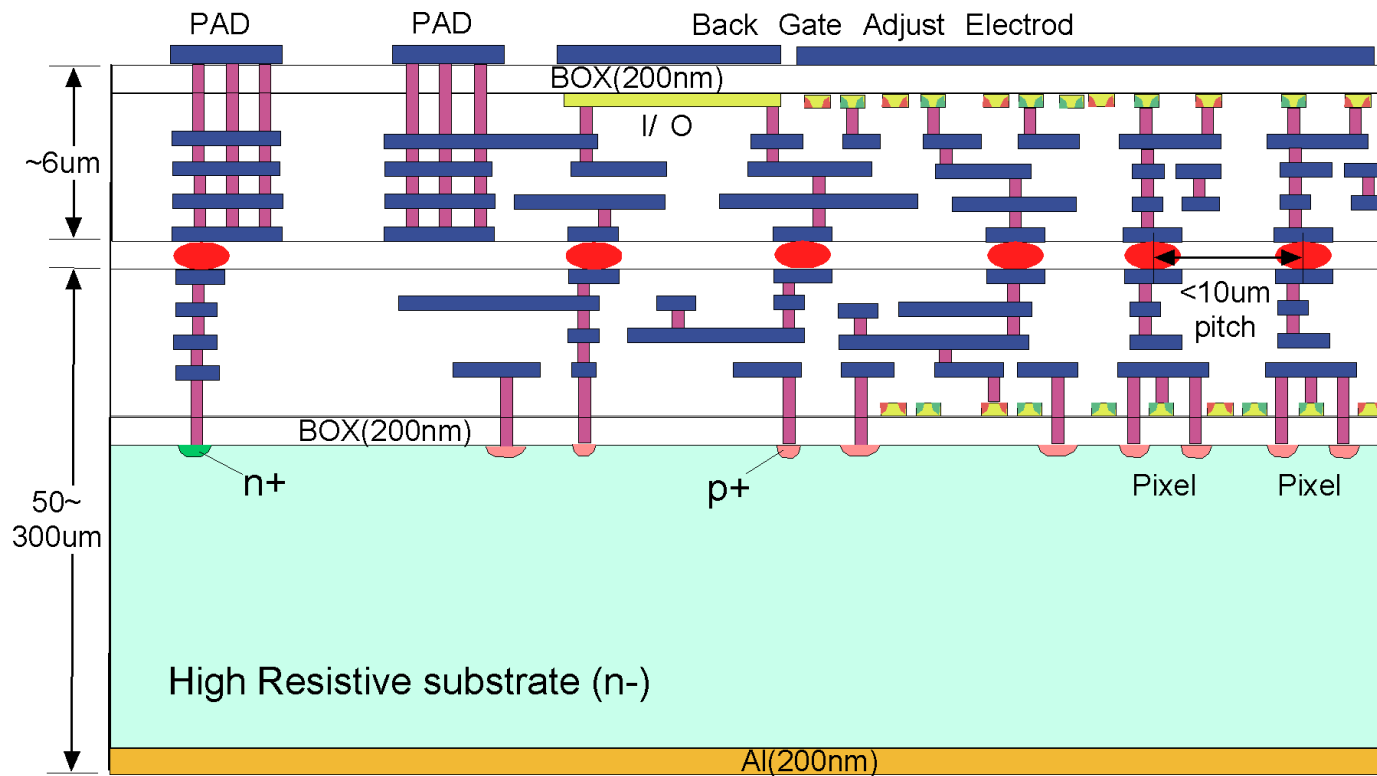 PAD
PAD
Back Gate Adjust Electrod
BOX(200nm)
I/ O
~6um
<10um
pitch
BOX(200nm)
n+
p+
Pixel
Pixel
50~
300um
High Resistive substrate (n-)
Al(200nm)